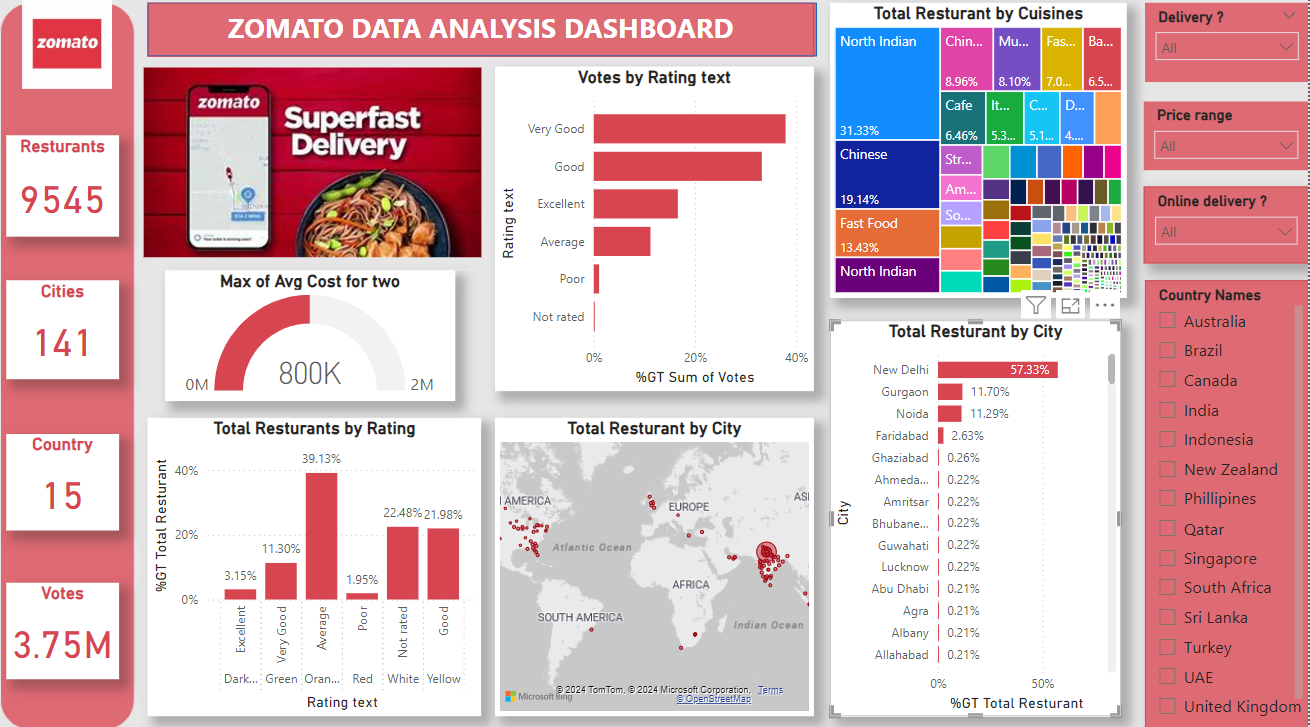 zomato
ZOMATO DATA ANALYSIS DASHBOARD
Resturants
9545
Cities
141
Country
15
Votes
3.75M
zomato
Superfast
Delivery
Max of Avg Cost for two
0M
800K
2M
Total Resturants by Rating
%GT Total Resturant
40%
20%
0%
3.15%
11.30%
39.13%
1.95%
22.48%
21.98%
Excellent
Very Good
Average
Poor
Not rated
Good
Dark...
Green
Oran...
Red
White
Yellow
Rating text
Votes by Rating text
Rating text
Very Good
Good
Excellent
Average
Poor
Not rated
0%
20%
40%
%GT Sum of Votes
Total Resturant by City
AMERICA
EUROPE
ASI
Atlantic Ocean
AFRICA
SOUTH AMERICA
Indian Ocean
Microsoft Bing
© 2024 TomTom, © 2024 Microsoft Corporation, Terms
© OpenStreetMap
Total Resturant by Cuisines
North Indian
31.33%
Chinese
19.14%
Fast Food
13.43%
North Indian
Chin...
8.96%
Mu...
8.10%
Fas...
7.0...
Ba...
6.5...
Cafe
6.46%
It...
5.3...
C...
5.1...
D...
4....
Str...
Am...
So...
Total Resturant by City
City
New Delhi 57.33%
Gurgaon 11.70%
Noida 11.29%
Faridabad 2.63%
Ghaziabad 0.26%
Ahmeda... 0.22%
Amritsar 0.22%
Bhubane... 0.22%
Guwahati 0.22%
Lucknow 0.22%
Abu Dhabi 0.21%
Agra 0.21%
Albany 0.21%
Allahabad 0.21%
0%
50%
%GT Total Resturant
Delivery ?
All
Price range
All
Online delivery ?
All
Country Names
Australia
Brazil
Canada
India
Indonesia
New Zealand
Phillipines
Qatar
Singapore
South Africa
Sri Lanka
Turkey
UAE
United Kingdom